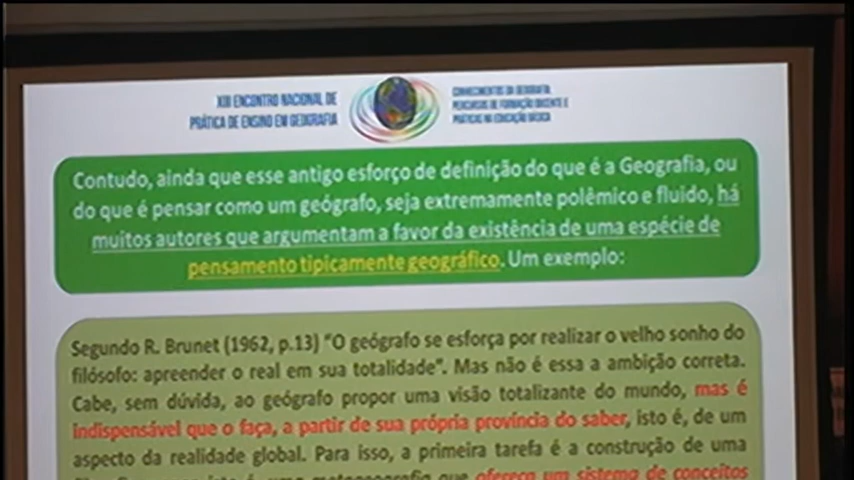 XIII ENCONTRO NACIONAL DE
PRÁTICA DE ENSINO EM GEOGRAFIA
CONHECIMENTOS DA GEOGRAFIA:
PERCURSOS DE FORMAÇÃO DOCENTE E
PRÁTICAS NA EDUCAÇÃO BÁSICA
Contudo, ainda que esse antigo esforço de definição do que é a Geografia, ou
do que é pensar como um geógrafo, seja extremamente polêmico e fluido, há
muitos autores que argumentam a favor da existência de uma espécie de
pensamento tipicamente geográfico. Um exemplo:
Segundo R. Brunet (1962, p.13) “O geógrafo se esforça por realizar o velho sonho do
filósofo: apreender o real em sua totalidade”. Mas não é essa a ambição correta.
Cabe, sem dúvida, ao geógrafo propor uma visão totalizante do mundo, mas é
indispensável que o faça, a partir de sua própria província do saber, isto é, de um
aspecto da realidade global. Para isso, a primeira tarefa é a construção de uma
que ofereça um sistema de conceitos